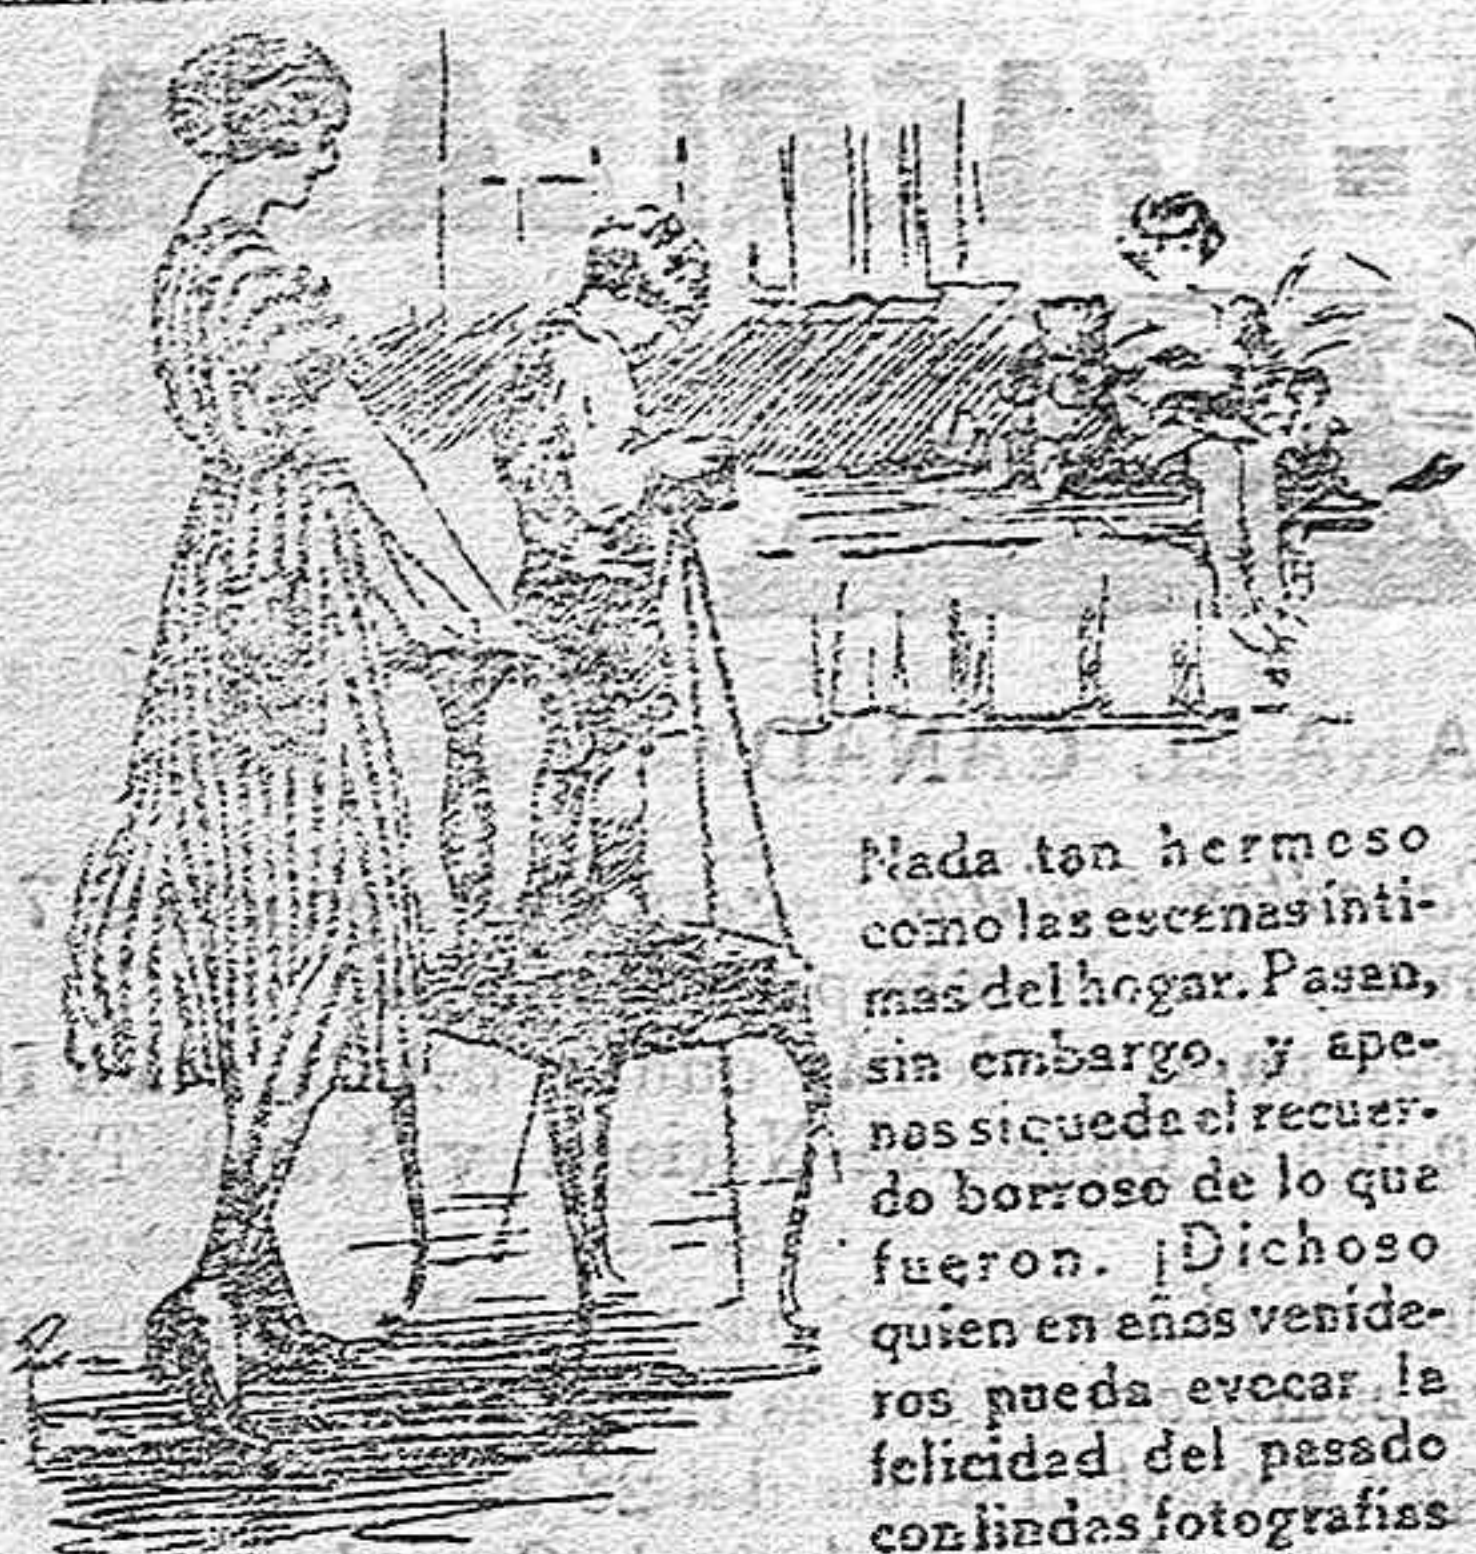 Nada tan hermoso
como las escenas ínti-
mas del hogar. Pasan,
sin embargo, y ape-
nas si queda el recuer-
do borroso de lo que
fueron. ¡Dichoso
quien en años venide-
ros pueda evocar la
felicidad del pasado
con lindas fotografías